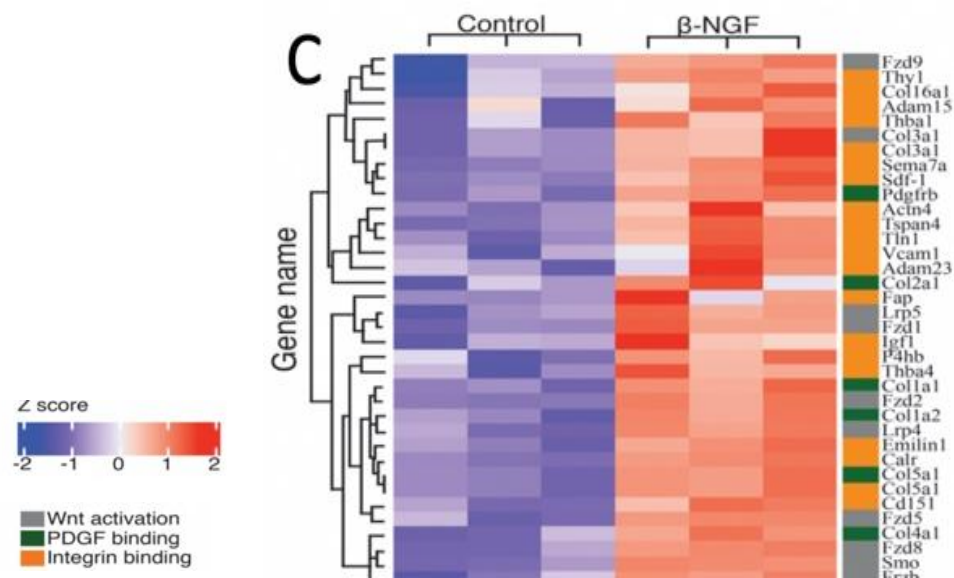 C
Control
β-NGF
Gene name
Fzd9
Thy1
Col16a1
Adam15
Thba1
Col3a1
Col3a1
Sema7a
Sdf-1
Pdgfrb
Actn4
Tspan4
Tln1
Vcam1
Adam23
Col2a1
Fap
Lrp5
Fzd1
Igf1
P4hb
Thba4
Col1a1
Fzd2
Col1a2
Lrp4
Emilin1
Calr
Col5a1
Col5a1
Cd151
Fzd5
Col4a1
Fzd8
Smo
Z score
-2 -1 0 1 2
Wnt activation
PDGF binding
Integrin binding